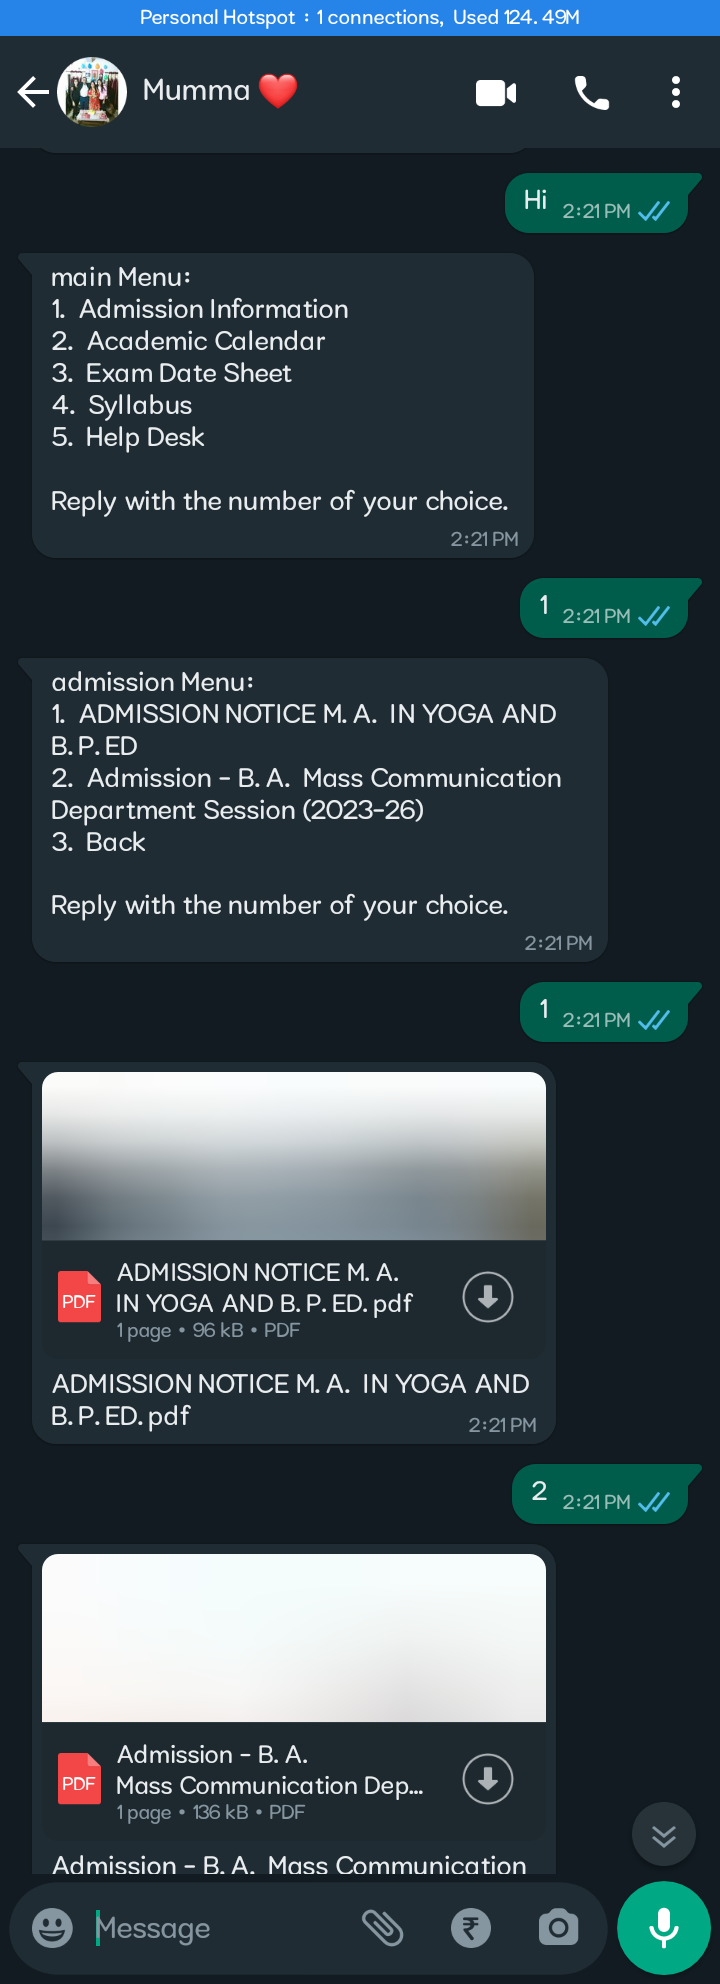 Personal Hotspot : 1 connections, Used 124.49M
Mumma
Hi 2:21 PM
main Menu:
1. Admission Information
2. Academic Calendar
3. Exam Date Sheet
4. Syllabus
5. Help Desk
Reply with the number of your choice.
2:21 PM
1 2:21 PM
admission Menu:
1. ADMISSION NOTICE M. A. IN YOGA AND
B. P. ED
2. Admission - B. A. Mass Communication
Department Session (2023-26)
3. Back
Reply with the number of your choice.
2:21 PM
1 2:21 PM
ADMISSION NOTICE M. A.
PDF IN YOGA AND B. P. ED. pdf
1 page • 96 kB • PDF
ADMISSION NOTICE M. A. IN YOGA AND
B. P. ED. pdf 2:21 PM
2 2:21 PM
Admission - B. A.
PDF Mass Communication Dep...
1 page • 136 kB • PDF
Admission - B. A. Mass Communication
Message ₹